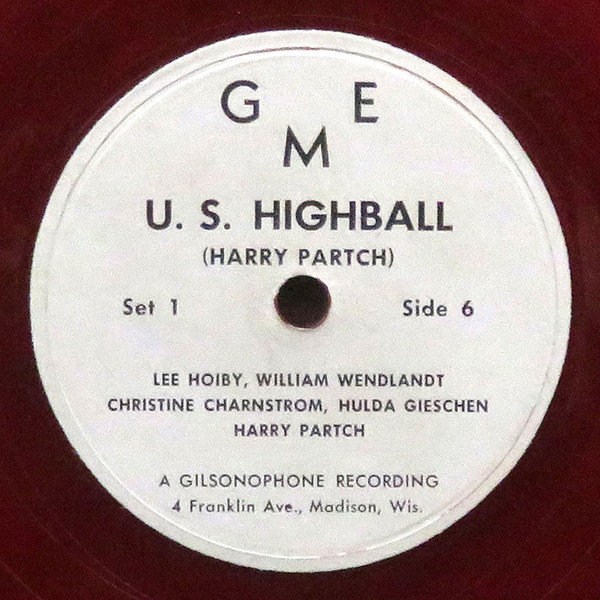 G E
M
U. S. HIGHBALL
(HARRY PARTCH)
Set 1 Side 6
LEE HOIBY, WILLIAM WENDLANDT
CHRISTINE CHARNSTROM, HULDA GIESCHEN
HARRY PARTCH
A GILSONOPHONE RECORDING
4 Franklin Ave., Madison, Wis.